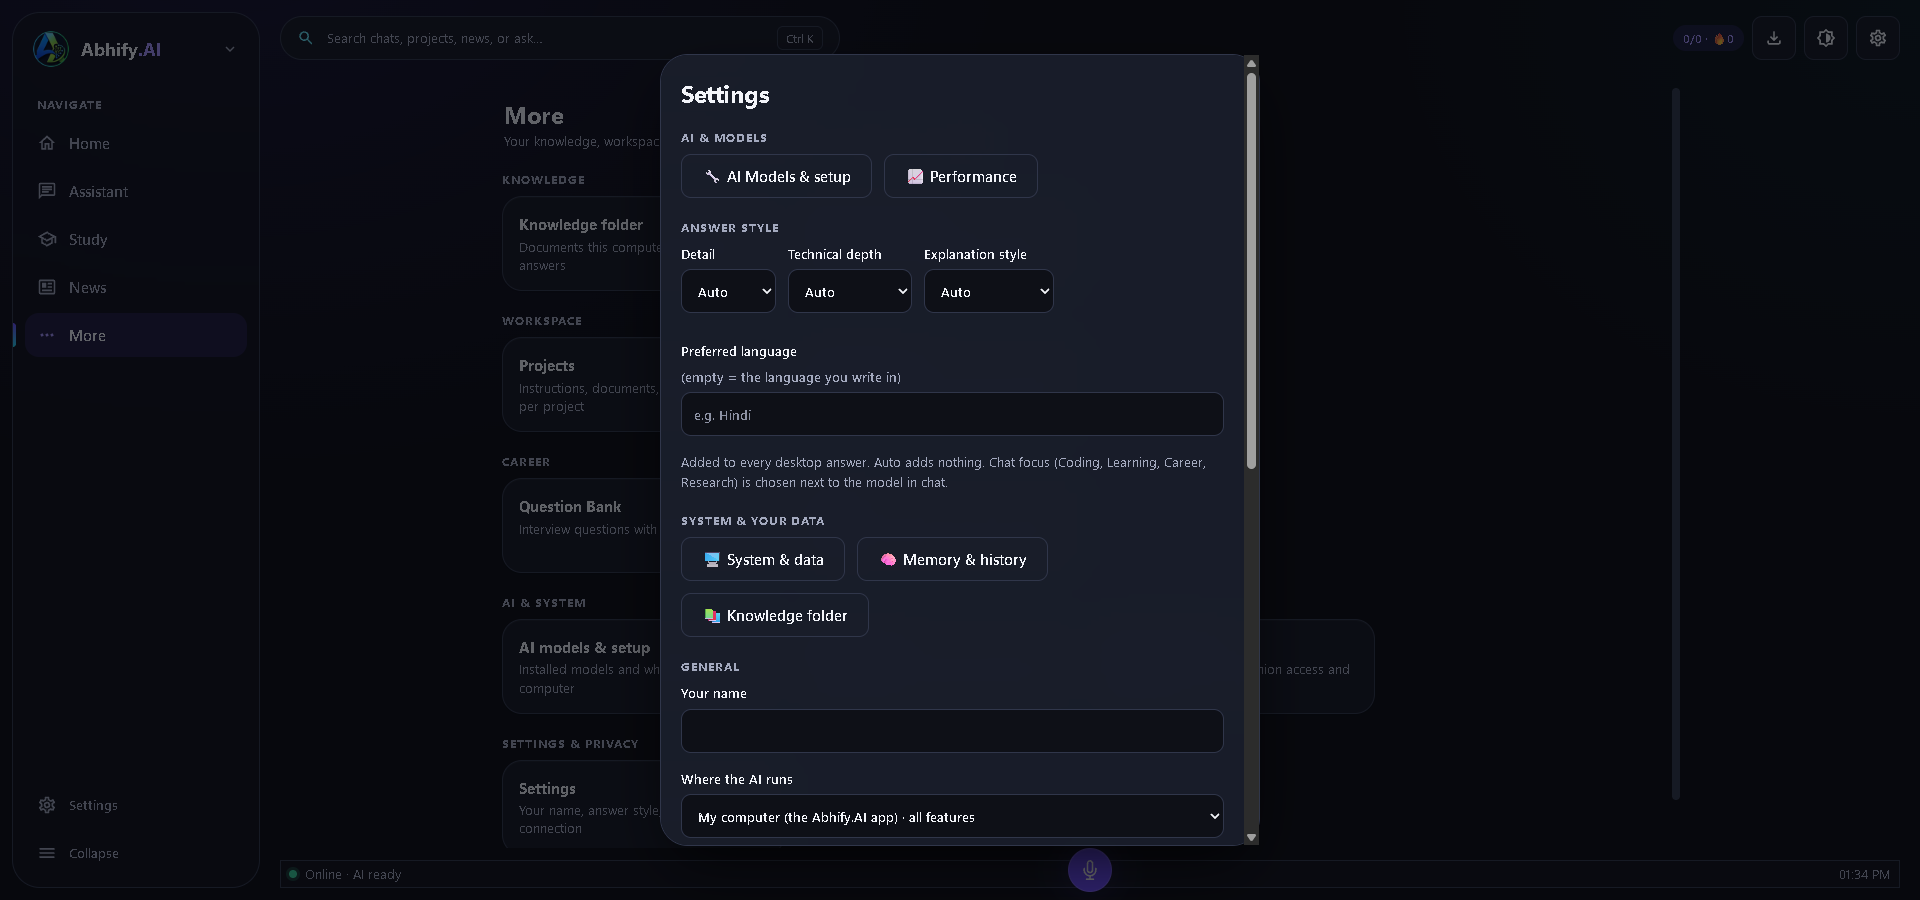 Abhify.AI
Search chats, projects, news, or ask...
Ctrl K
0/0 · 🔥 0
NAVIGATE
Home
Assistant
Study
News
More
Settings
Collapse
More
Your knowledge, workspac
KNOWLEDGE
Knowledge folder
Documents this compute
answers
WORKSPACE
Projects
Instructions, documents,
per project
CAREER
Question Bank
Interview questions with
AI & SYSTEM
AI models & setup
Installed models and wh
computer
ion access and
SETTINGS & PRIVACY
Settings
Your name, answer style,
connection
Settings
AI & MODELS
🔧 AI Models & setup
📈 Performance
ANSWER STYLE
Detail
Technical depth
Explanation style
Auto
Auto
Auto
Preferred language
(empty = the language you write in)
e.g. Hindi
Added to every desktop answer. Auto adds nothing. Chat focus (Coding, Learning, Career,
Research) is chosen next to the model in chat.
SYSTEM & YOUR DATA
🖥️ System & data
🧠 Memory & history
📚 Knowledge folder
GENERAL
Your name
Where the AI runs
My computer (the Abhify.AI app) · all features
Online · AI ready
01:34 PM